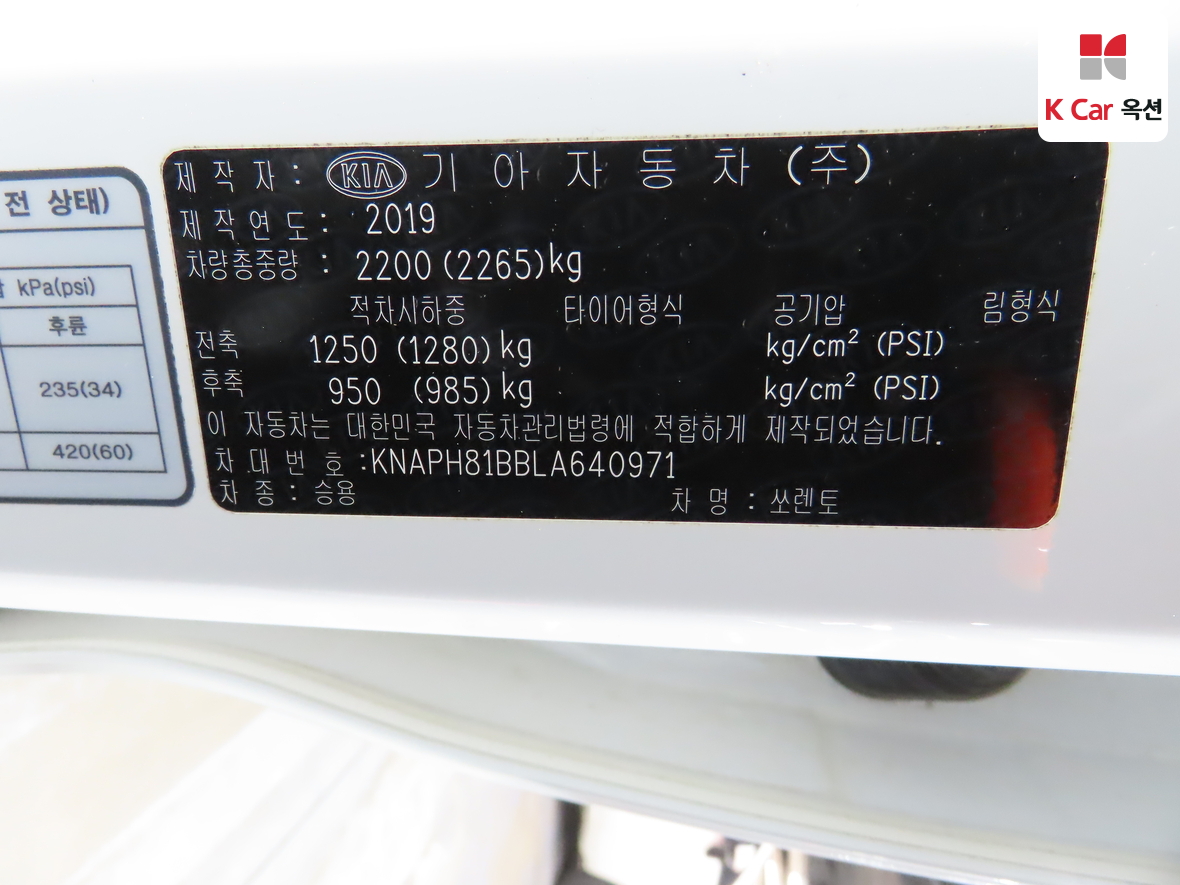 K Car 옥션
전 상태)
kPa(psi)
후륜
235(34)
420(60)
제 작 자 : KIA 기 아 자 동 차 (주)
제작연도 : 2019
차량총중량 : 2200 (2265)kg
적차시하중 타이어형식 공기압 림형식
전축 1250 (1280)kg kg/cm² (PSI)
후축 950 (985)kg kg/cm² (PSI)
이 자동차는 대한민국 자동차관리법령에 적합하게 제작되었습니다.
차 대 번 호 :KNAPH81BBLA640971
차 종 : 승용 차 명 : 쏘렌토